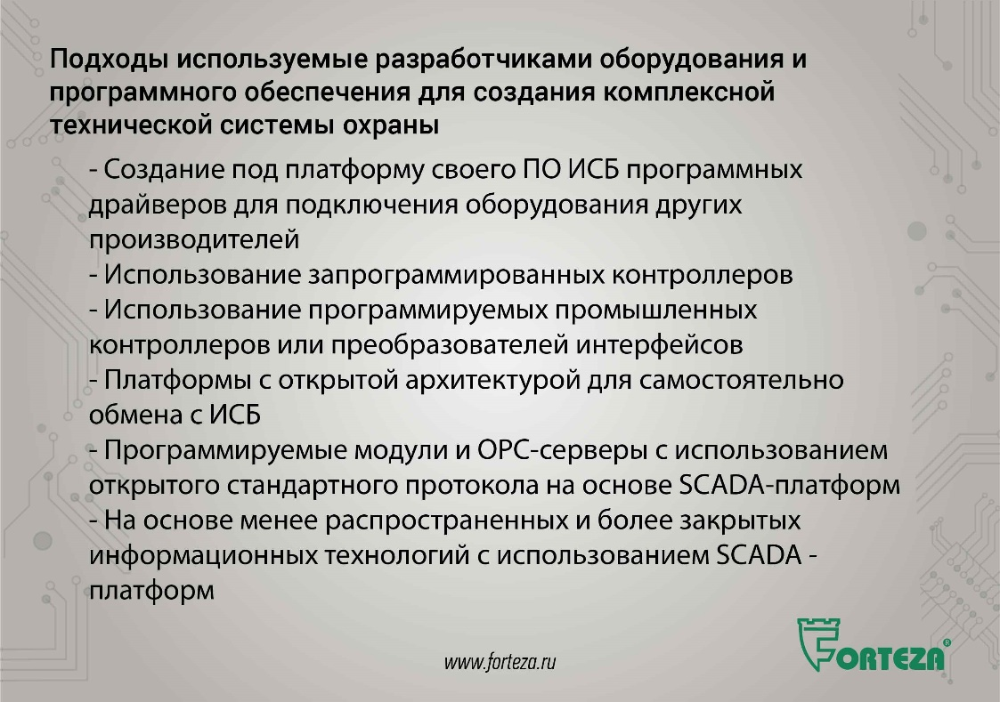 Подходы используемые разработчиками оборудования и
программного обеспечения для создания комплексной
технической системы охраны
- Создание под платформу своего ПО ИСБ программных
драйверов для подключения оборудования других
производителей
- Использование запрограммированных контроллеров
- Использование программируемых промышленных
контроллеров или преобразователей интерфейсов
- Платформы с открытой архитектурой для самостоятельно
обмена с ИСБ
- Программируемые модули и OPC-серверы с использованием
открытого стандартного протокола на основе SCADA-платформ
- На основе менее распространенных и более закрытых
информационных технологий с использованием SCADA -
платформ
www.forteza.ru
FORTEZA®